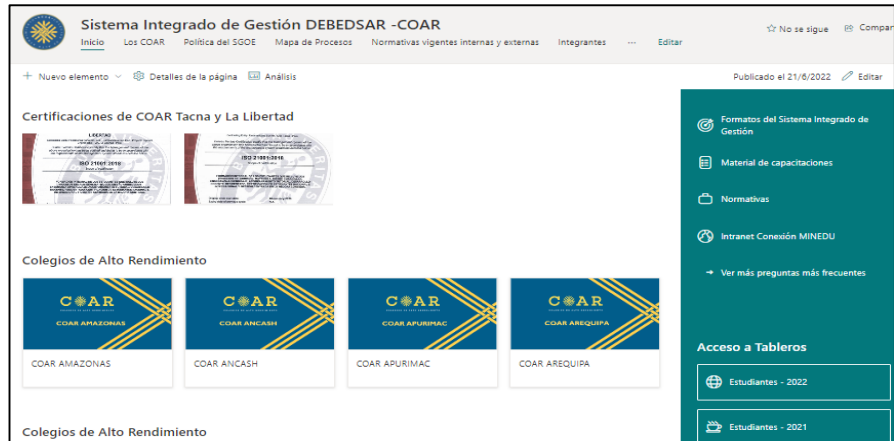 Sistema Integrado de Gestión DEBEDSAR -COAR
No se sigue
Compar
Inicio Los COAR Política del SGOE Mapa de Procesos Normativas vigentes internas y externas Integrantes ... Editar
Nuevo elemento Detalles de la página Análisis
Publicado el 21/6/2022 Editar
Certificaciones de COAR Tacna y La Libertad
LIBERTAD
ISO 21001:2018
ISO 21001:2018
Colegios de Alto Rendimiento
COAR
COAR AMAZONAS
COAR AMAZONAS
COAR
COAR ANCASH
COAR ANCASH
COAR
COAR APURIMAC
COAR APURIMAC
COAR
COAR AREQUIPA
COAR AREQUIPA
Colegios de Alto Rendimiento
Formatos del Sistema Integrado de
Gestión
Material de capacitaciones
Normativas
Intranet Conexión MINEDU
Ver más preguntas más frecuentes
Acceso a Tableros
Estudiantes - 2022
Estudiantes - 2021